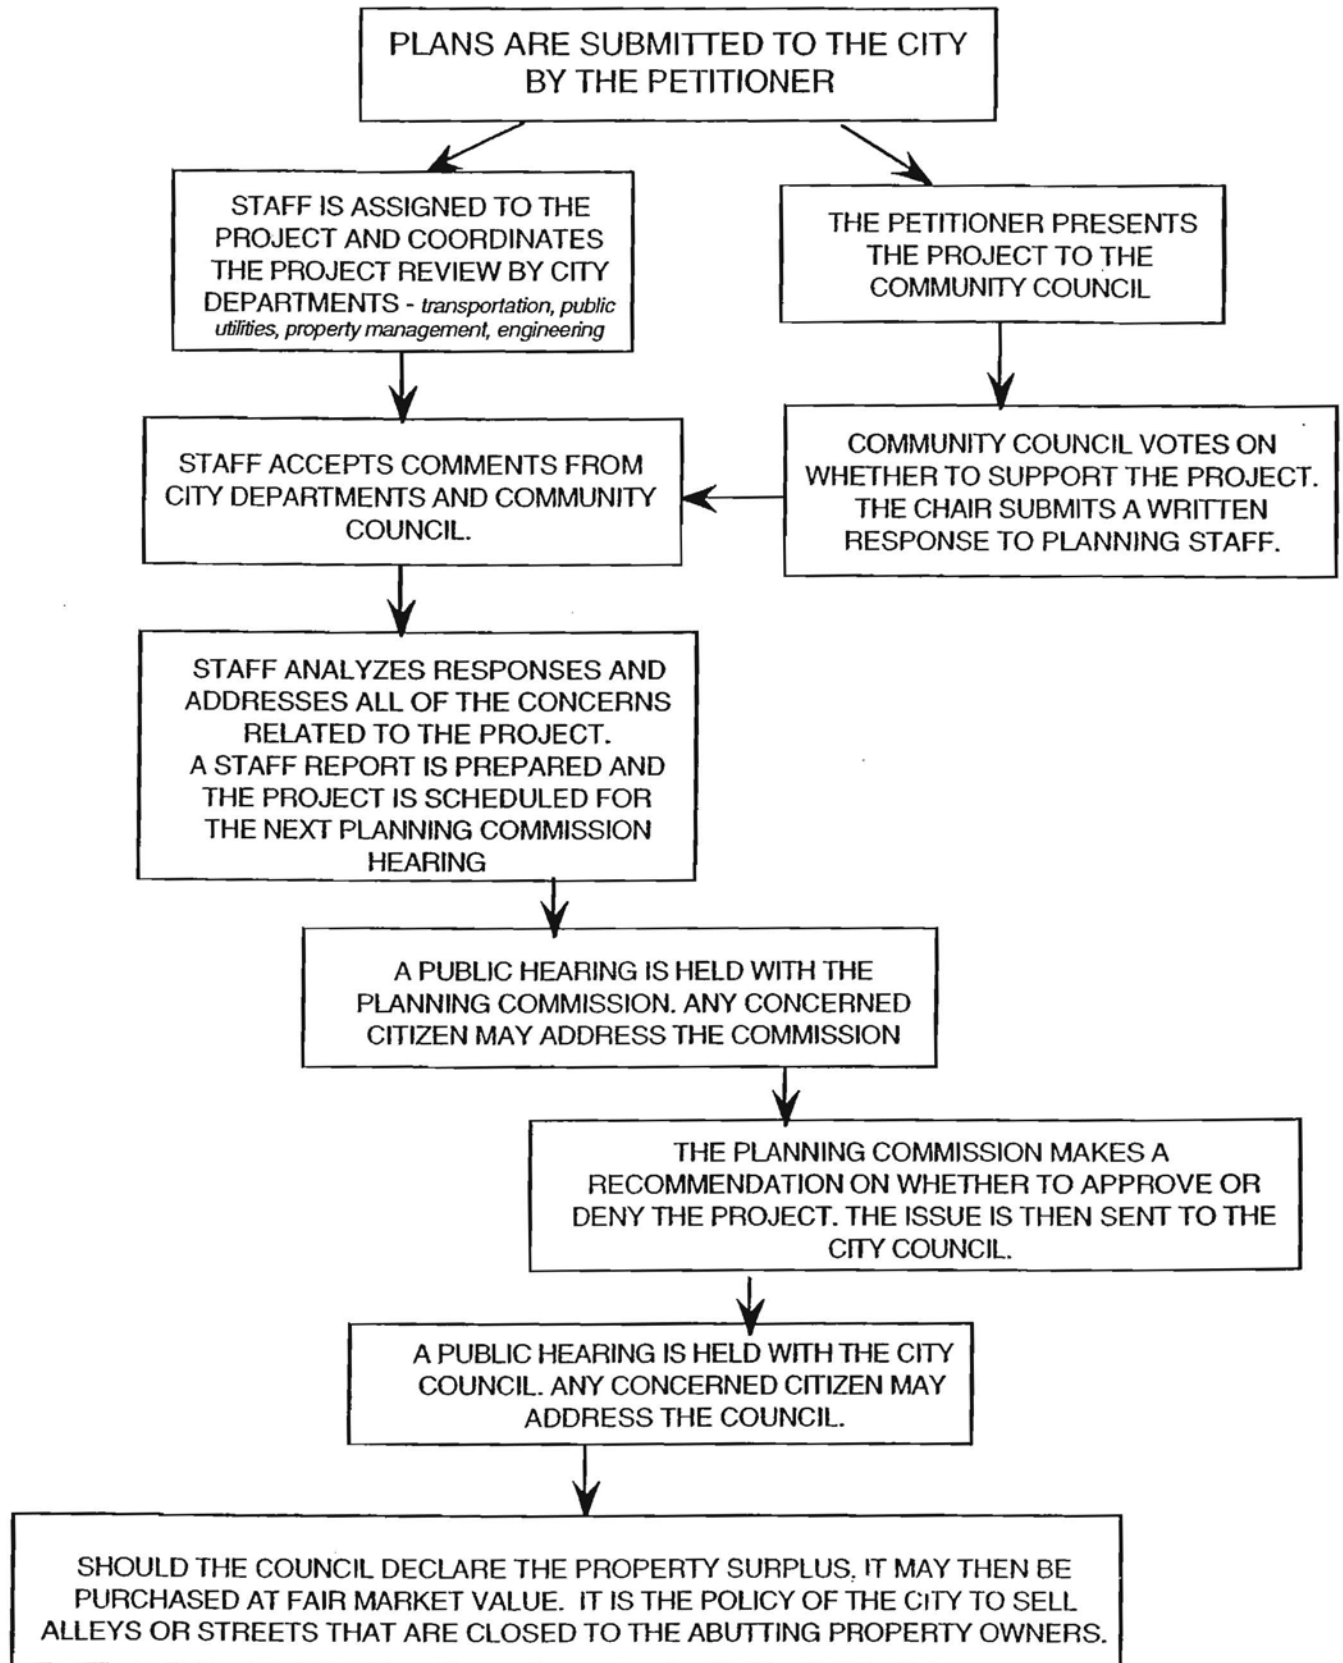 PLANS ARE SUBMITTED TO THE CITY
BY THE PETITIONER
STAFF IS ASSIGNED TO THE
PROJECT AND COORDINATES
THE PROJECT REVIEW BY CITY
DEPARTMENTS - transportation, public
utilities, property management, engineering
THE PETITIONER PRESENTS
THE PROJECT TO THE
COMMUNITY COUNCIL
STAFF ACCEPTS COMMENTS FROM
CITY DEPARTMENTS AND COMMUNITY
COUNCIL.
COMMUNITY COUNCIL VOTES ON
WHETHER TO SUPPORT THE PROJECT.
THE CHAIR SUBMITS A WRITTEN
RESPONSE TO PLANNING STAFF.
STAFF ANALYZES RESPONSES AND
ADDRESSES ALL OF THE CONCERNS
RELATED TO THE PROJECT.
A STAFF REPORT IS PREPARED AND
THE PROJECT IS SCHEDULED FOR
THE NEXT PLANNING COMMISSION
HEARING
A PUBLIC HEARING IS HELD WITH THE
PLANNING COMMISSION. ANY CONCERNED
CITIZEN MAY ADDRESS THE COMMISSION
THE PLANNING COMMISSION MAKES A
RECOMMENDATION ON WHETHER TO APPROVE OR
DENY THE PROJECT. THE ISSUE IS THEN SENT TO THE
CITY COUNCIL.
A PUBLIC HEARING IS HELD WITH THE CITY
COUNCIL. ANY CONCERNED CITIZEN MAY
ADDRESS THE COUNCIL.
SHOULD THE COUNCIL DECLARE THE PROPERTY SURPLUS, IT MAY THEN BE
PURCHASED AT FAIR MARKET VALUE. IT IS THE POLICY OF THE CITY TO SELL
ALLEYS OR STREETS THAT ARE CLOSED TO THE ABUTTING PROPERTY OWNERS.